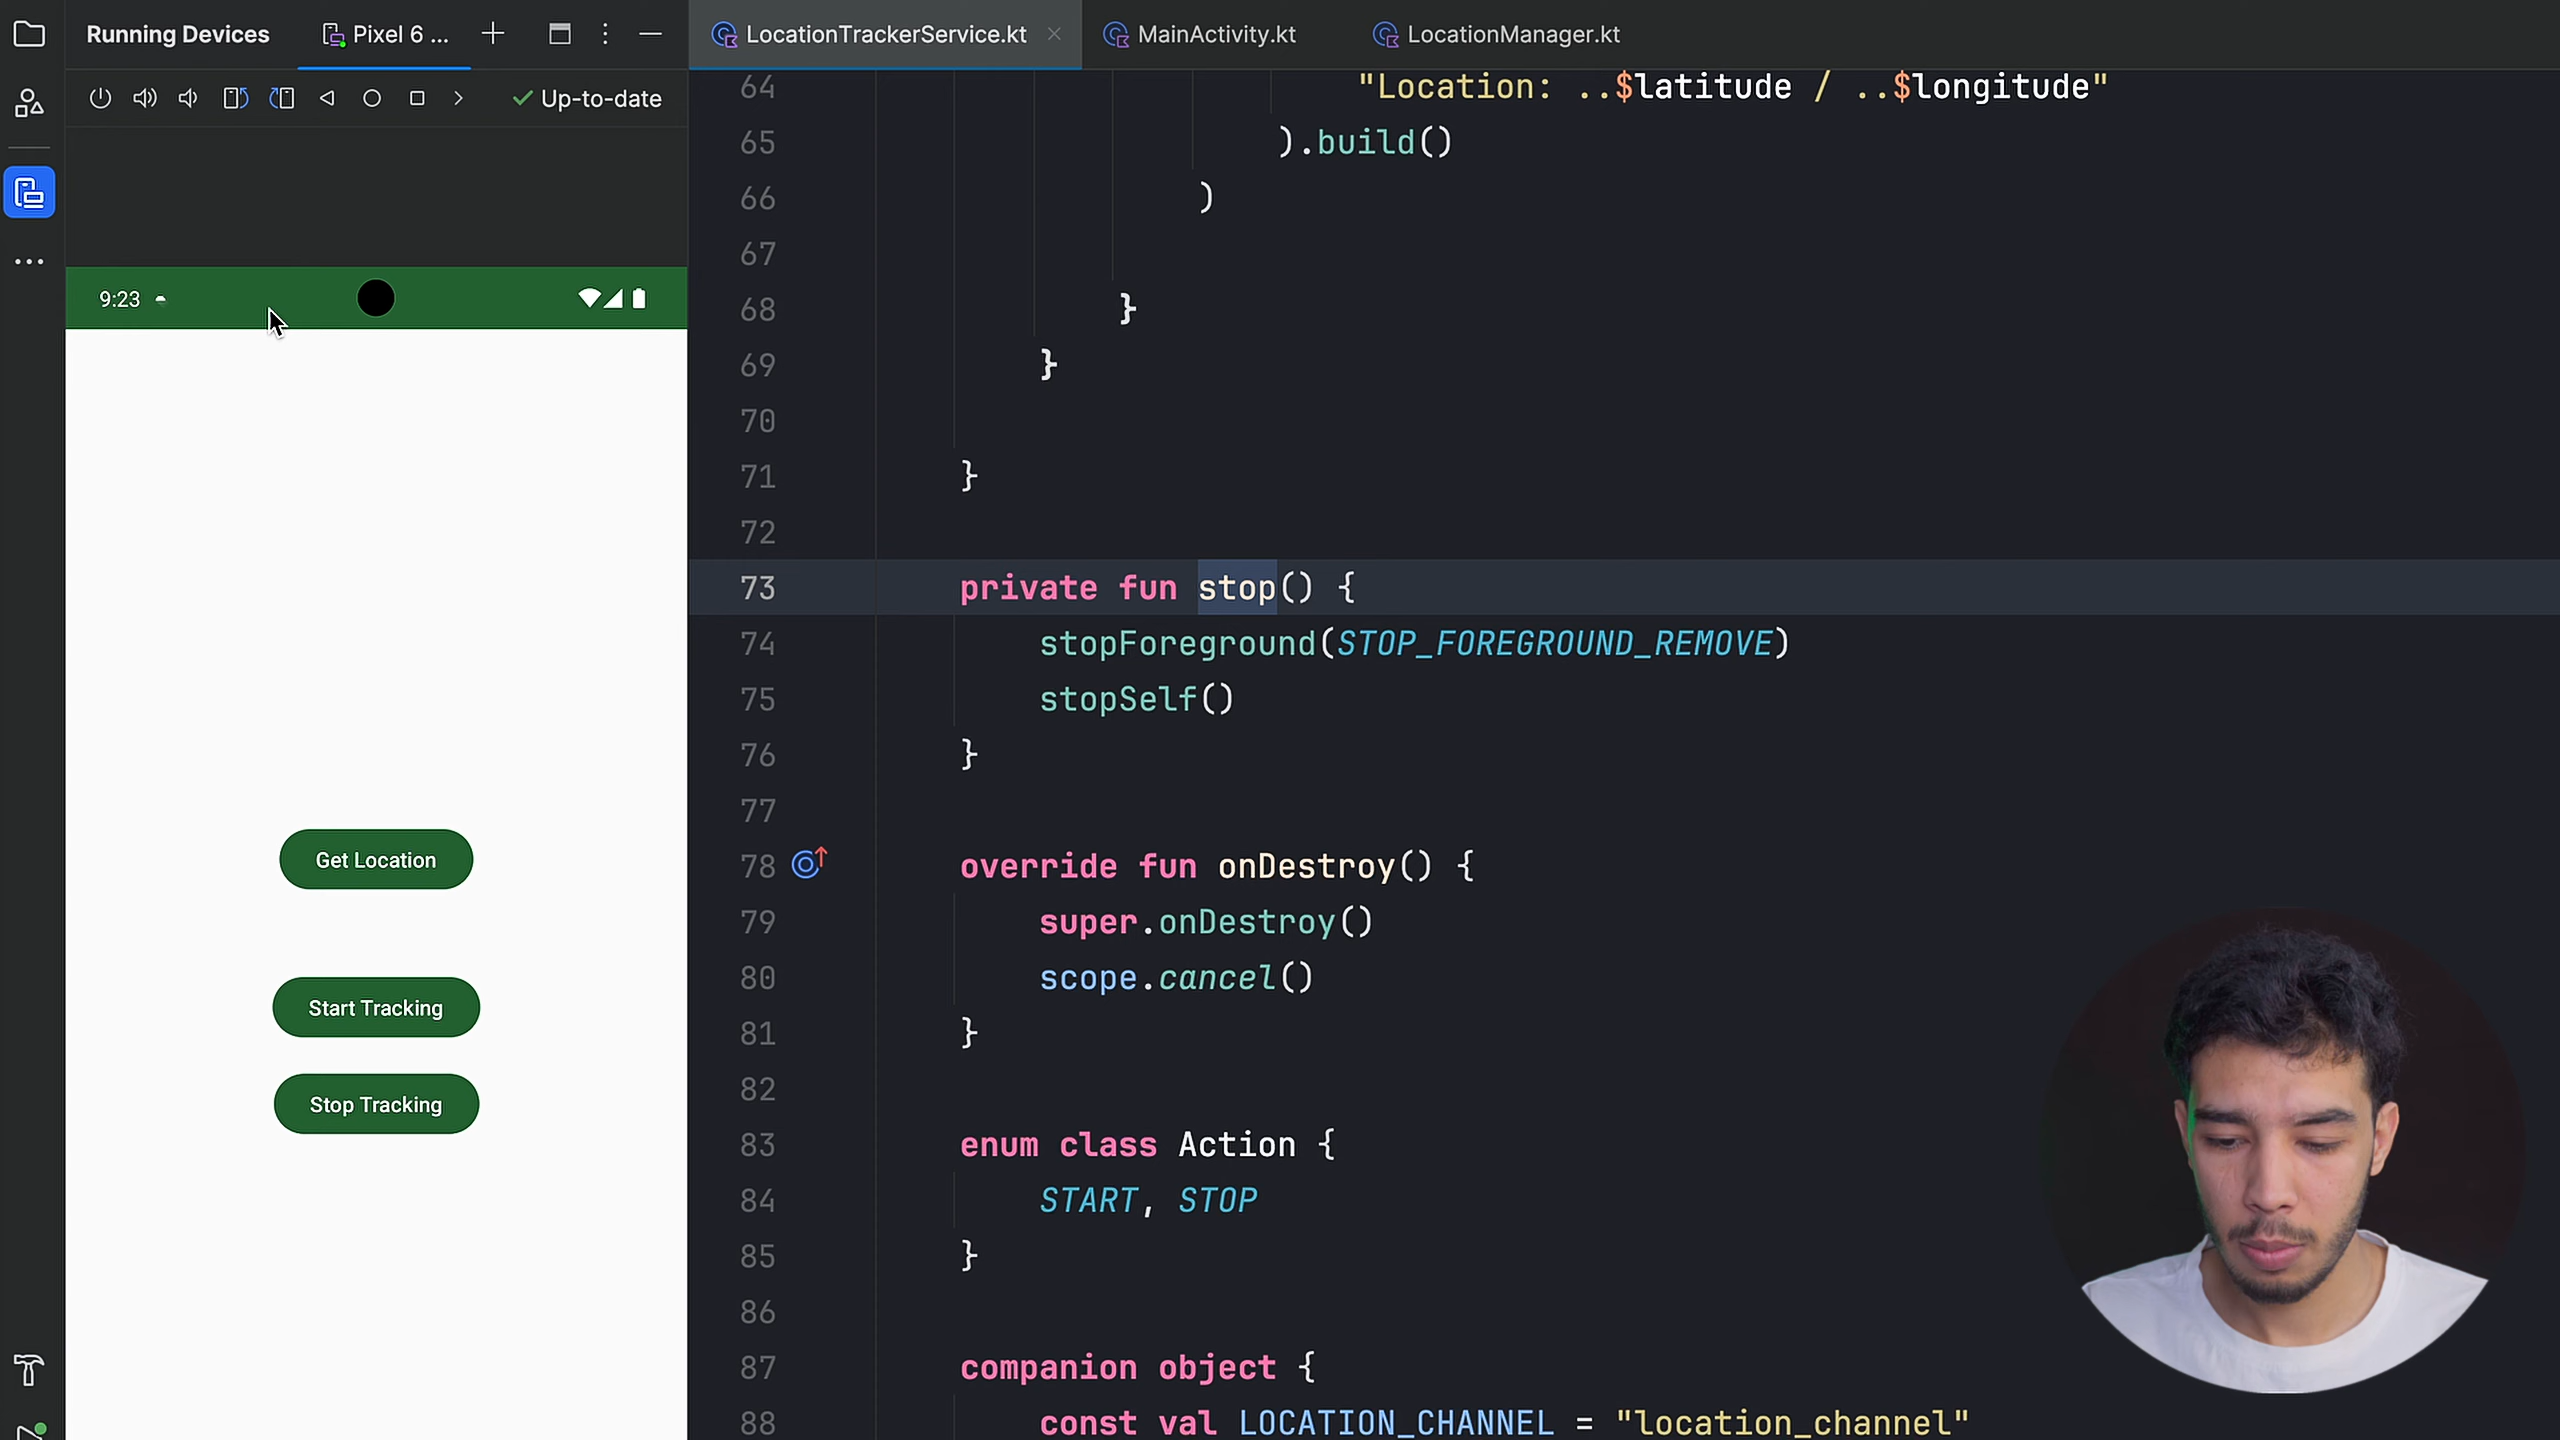 Running Devices
Pixel 6 ...
LocationTrackerService.kt
MainActivity.kt
LocationManager.kt
Up-to-date
9:23
Get Location
Start Tracking
Stop Tracking
64 "Location: ..$latitude / ..$longitude"
65 ).build()
66 )
67
68 }
69 }
70
71 }
72
73 private fun stop() {
74 stopForeground(STOP_FOREGROUND_REMOVE)
75 stopSelf()
76 }
77
78 override fun onDestroy() {
79 super.onDestroy()
80 scope.cancel()
81 }
82
83 enum class Action {
84 START, STOP
85 }
86
87 companion object {
88 const val LOCATION_CHANNEL = "location_channel"